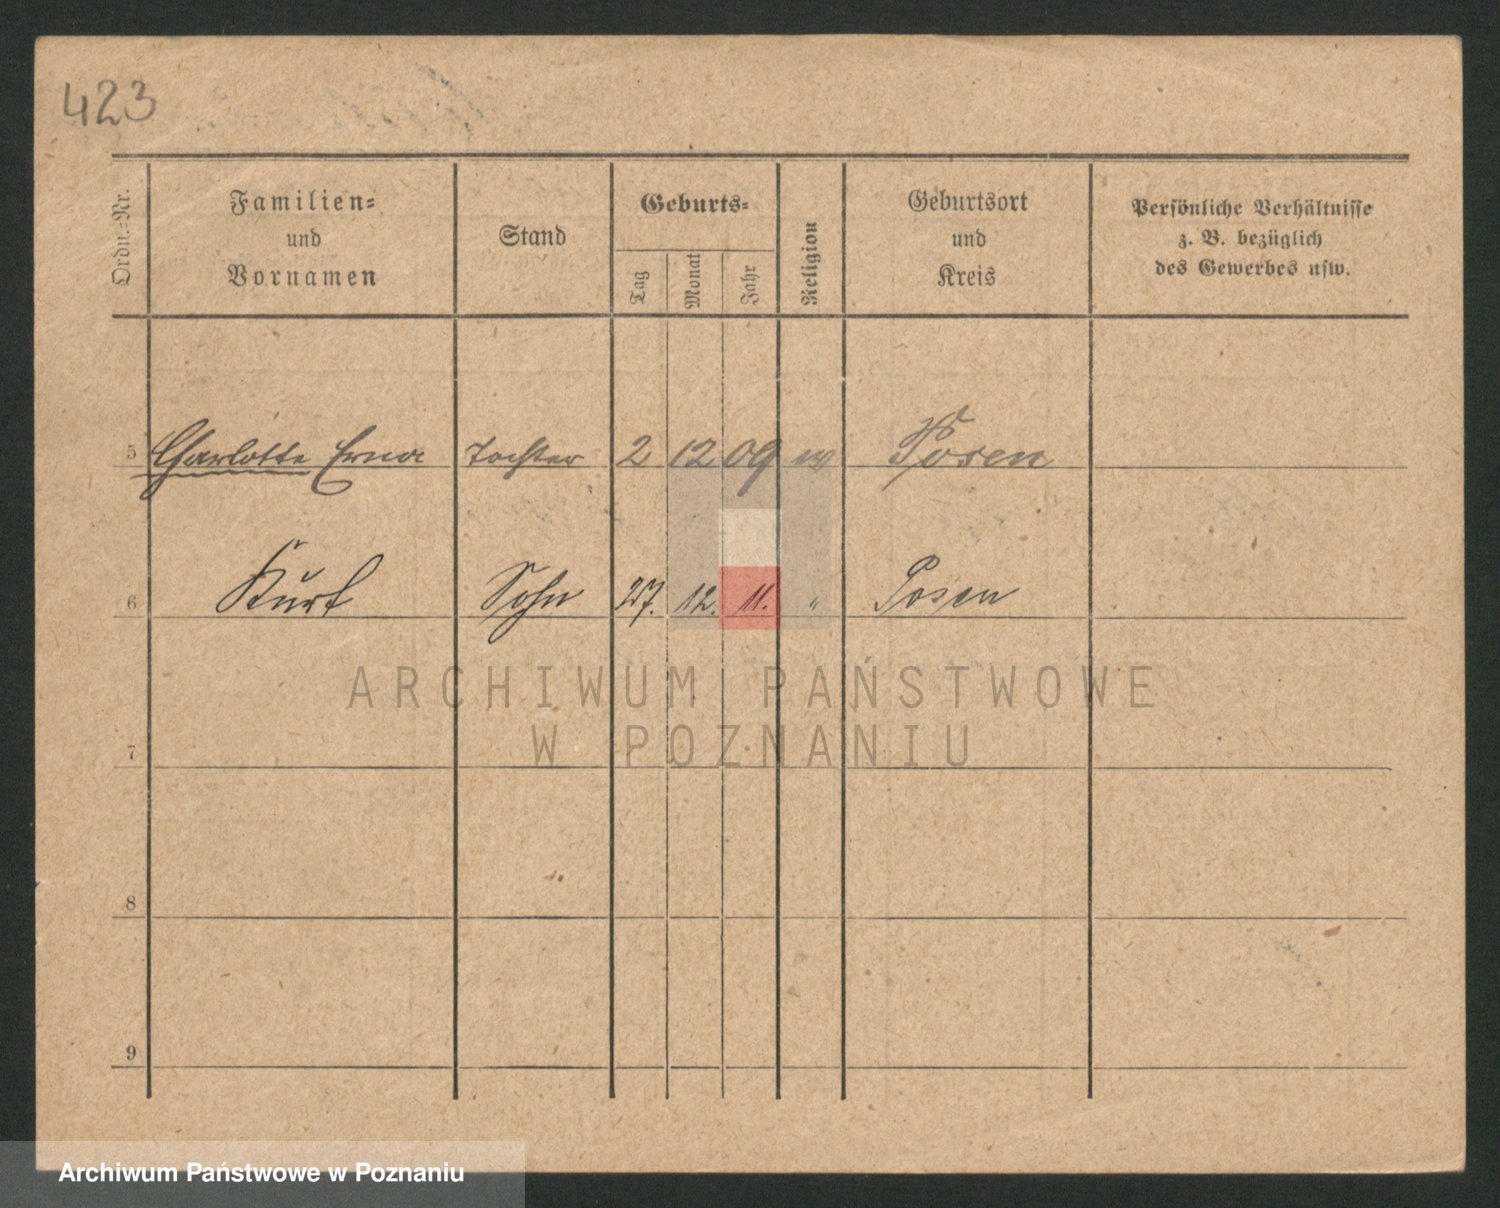 423
Ordn.-Nr.
Familien-
und
Vornamen
Stand
Geburts-
Tag
Monat
Jahr
Religion
Geburtsort
und
Kreis
Persönliche Verhältnisse
z. B. bezüglich
des Gewerbes usw.
5 Charlotte Erna Tochter 2 12 09 ev Posen
6 Kurt Sohn 27. 12. 11. " Posen
ARCHIWUM PAŃSTWOWE
W POZNANIU
7
8
9
Archiwum Państwowe w Poznaniu